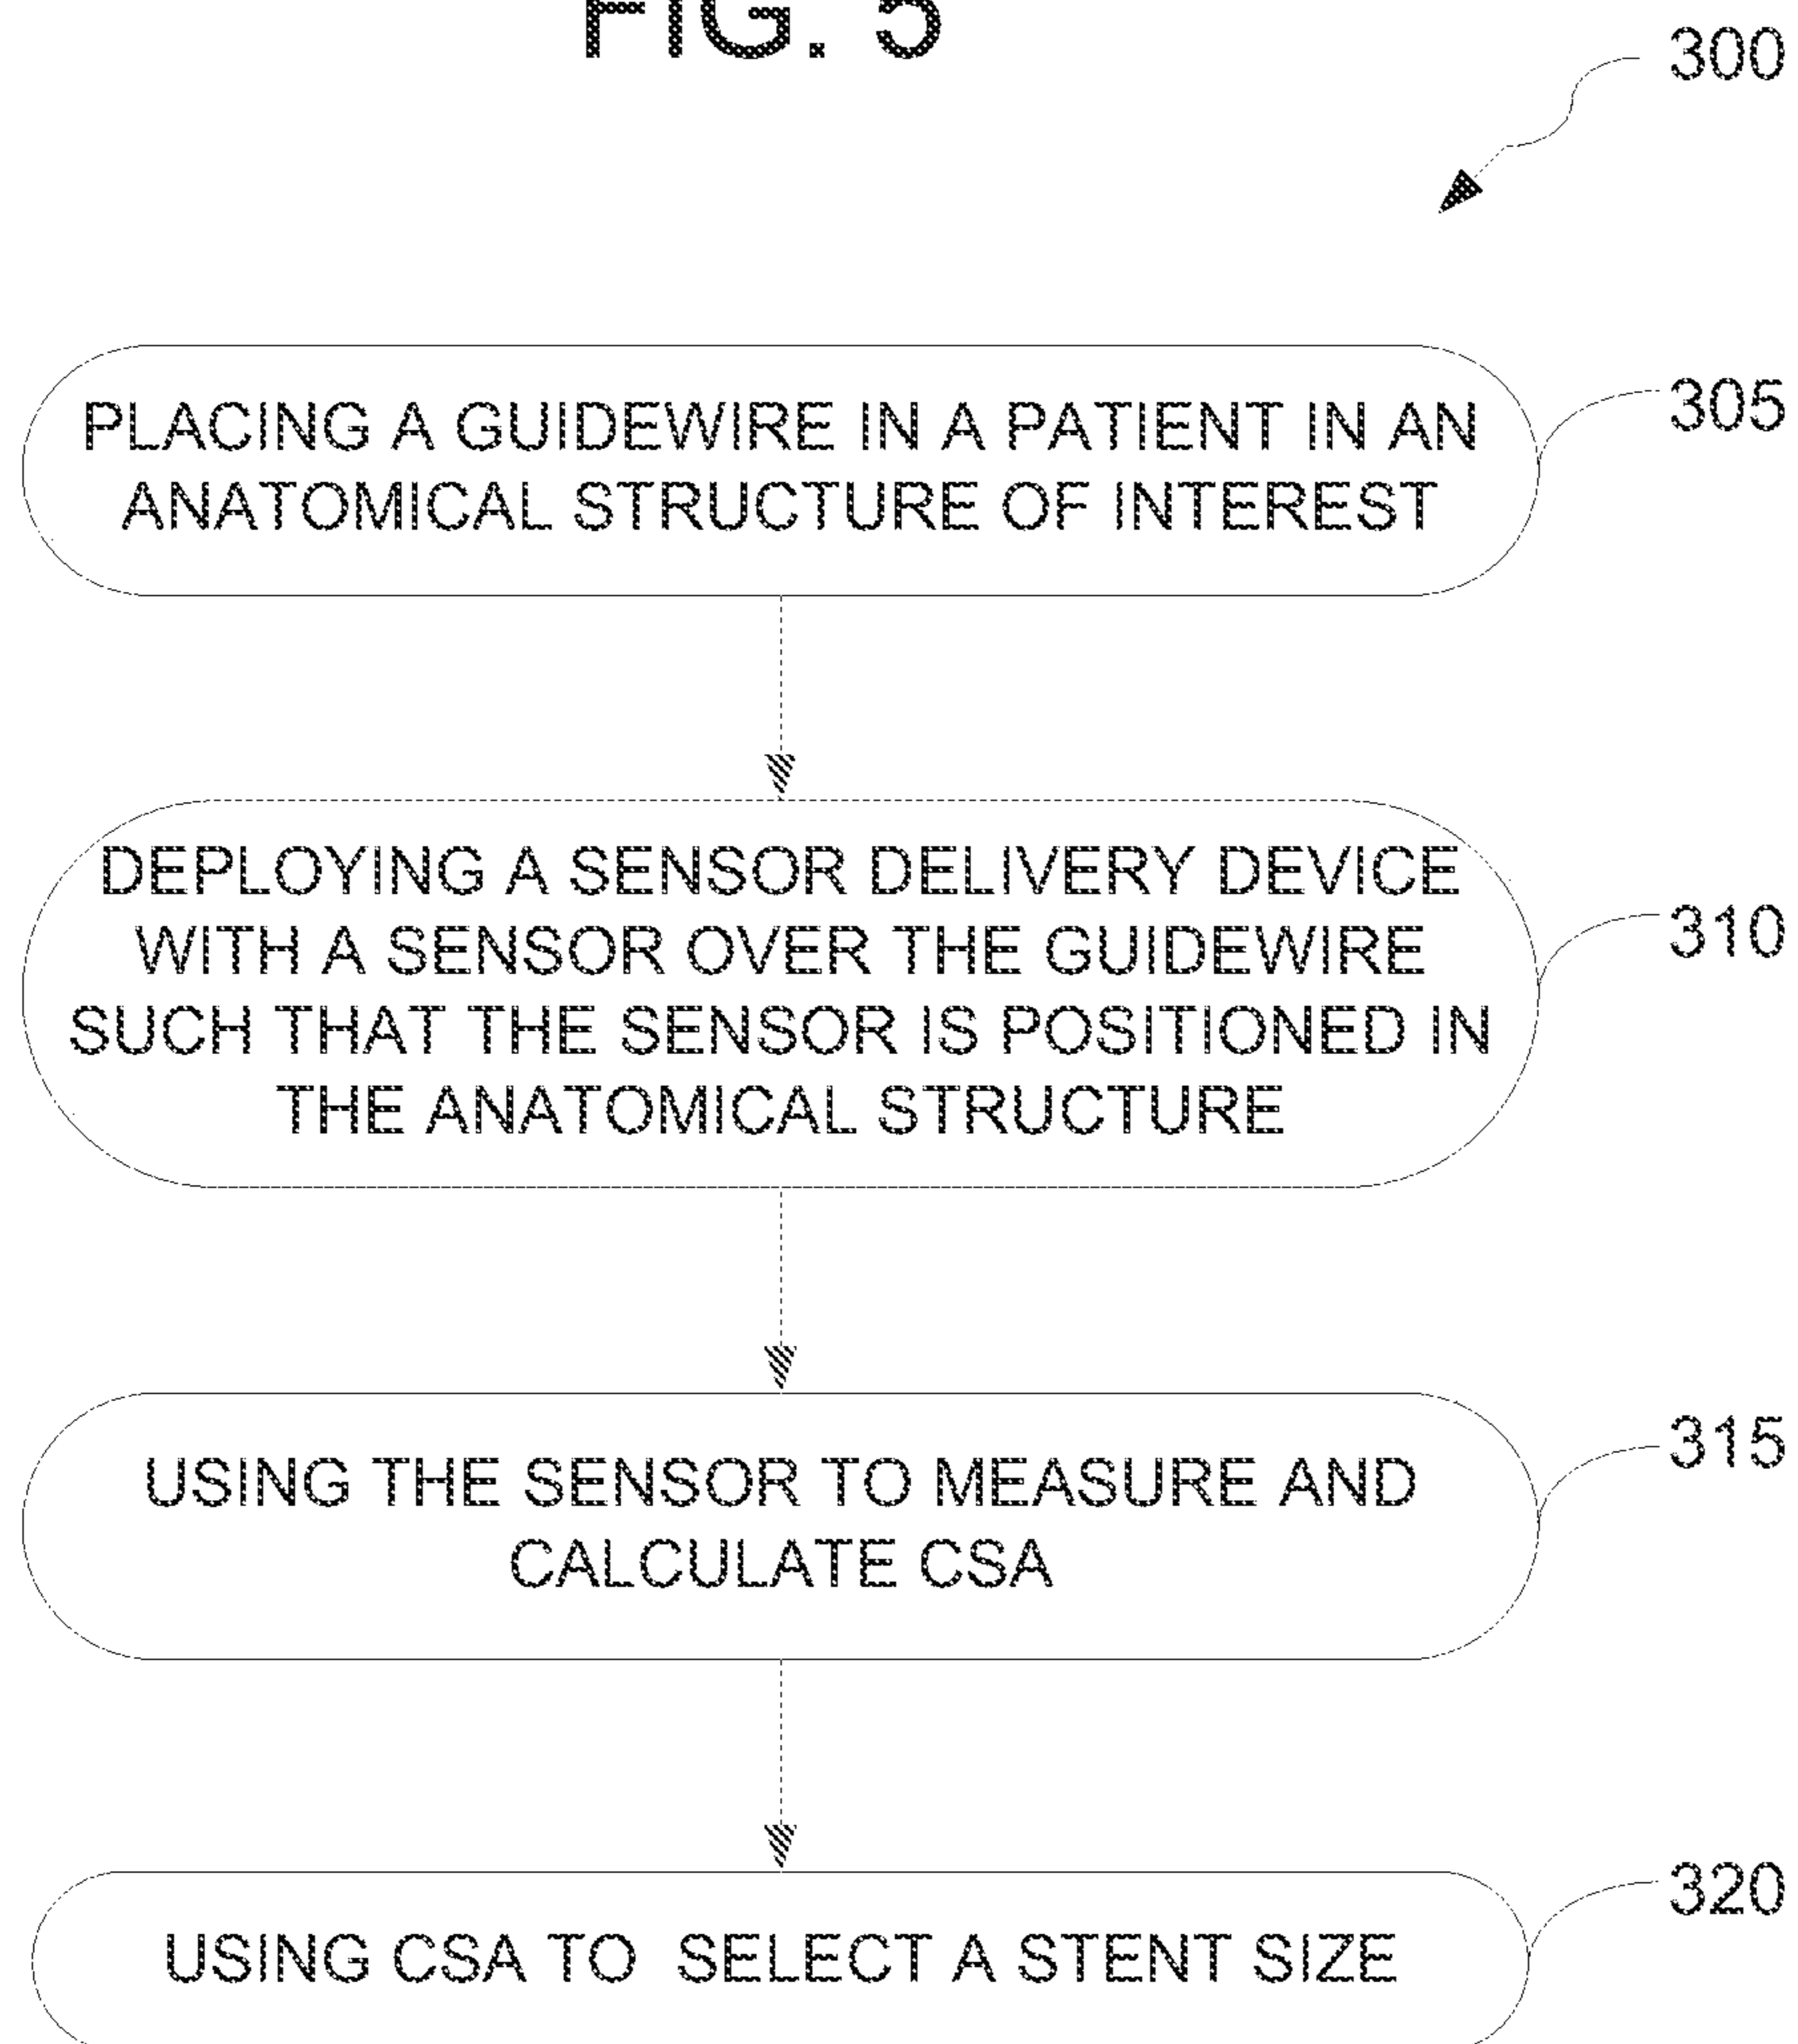 FIG. 5
300
PLACING A GUIDEWIRE IN A PATIENT IN AN
ANATOMICAL STRUCTURE OF INTEREST
305
DEPLOYING A SENSOR DELIVERY DEVICE
WITH A SENSOR OVER THE GUIDEWIRE
SUCH THAT THE SENSOR IS POSITIONED IN
THE ANATOMICAL STRUCTURE
310
USING THE SENSOR TO MEASURE AND
CALCULATE CSA
315
USING CSA TO SELECT A STENT SIZE
320